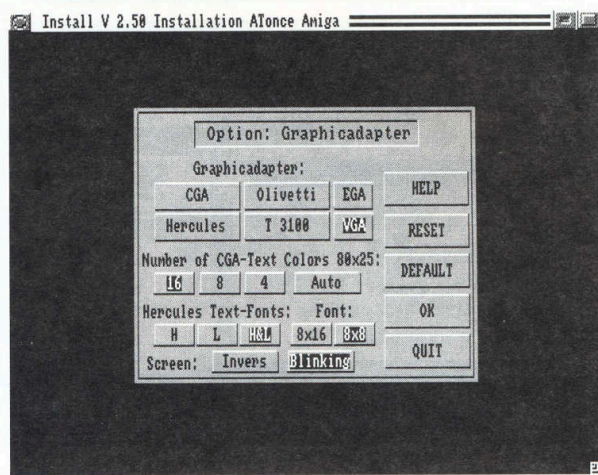 Install V 2.50 Installation ATonce Amiga
Option: Graphicadapter
Graphicadapter:
CGA Olivetti EGA HELP
Hercules T 3100 VGA RESET
Number of CGA-Text Colors 80x25:
16 8 4 Auto DEFAULT
Hercules Text-Fonts: Font: OK
H L H&L 8x16 8x8
Screen: Invers Blinking QUIT